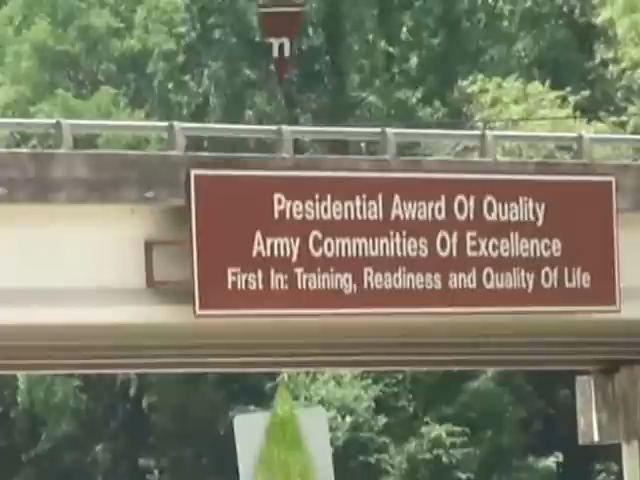 n
Presidential Award Of Quality
Army Communities Of Excellence
First In: Training, Readiness and Quality Of Life